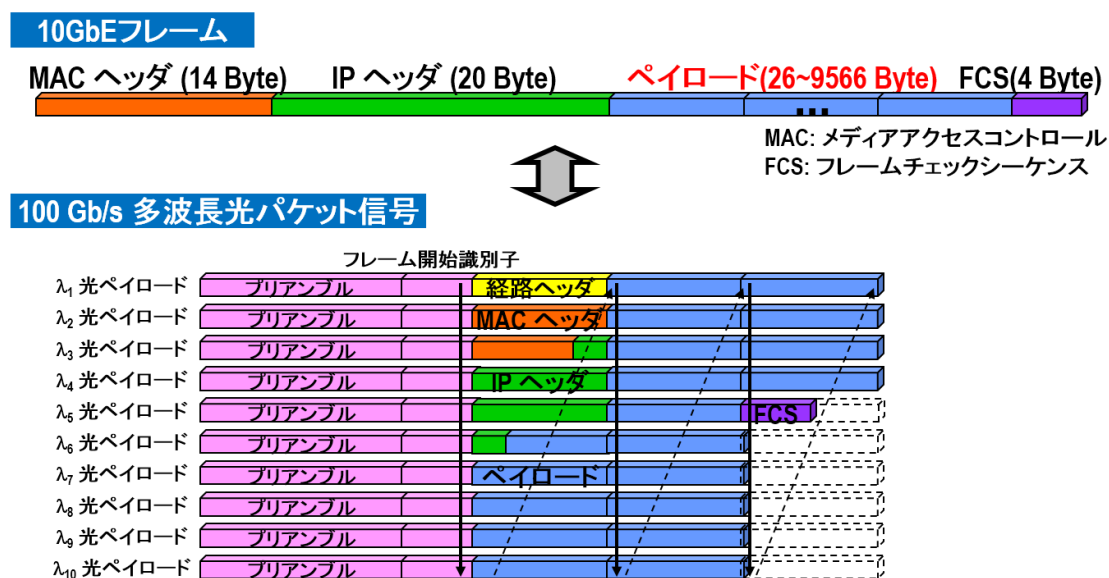 10GbEフレーム
MAC ヘッダ (14 Byte) IP ヘッダ (20 Byte) ペイロード(26~9566 Byte) FCS(4 Byte)
...
MAC: メディアアクセスコントロール
FCS: フレームチェックシーケンス
100 Gb/s 多波長光パケット信号
フレーム開始識別子
λ1 光ペイロード プリアンブル 経路ヘッダ
λ2 光ペイロード プリアンブル MAC ヘッダ
λ3 光ペイロード プリアンブル
λ4 光ペイロード プリアンブル IP ヘッダ
λ5 光ペイロード プリアンブル FCS
λ6 光ペイロード プリアンブル
λ7 光ペイロード プリアンブル ペイロード
λ8 光ペイロード プリアンブル
λ9 光ペイロード プリアンブル
λ10 光ペイロード プリアンブル